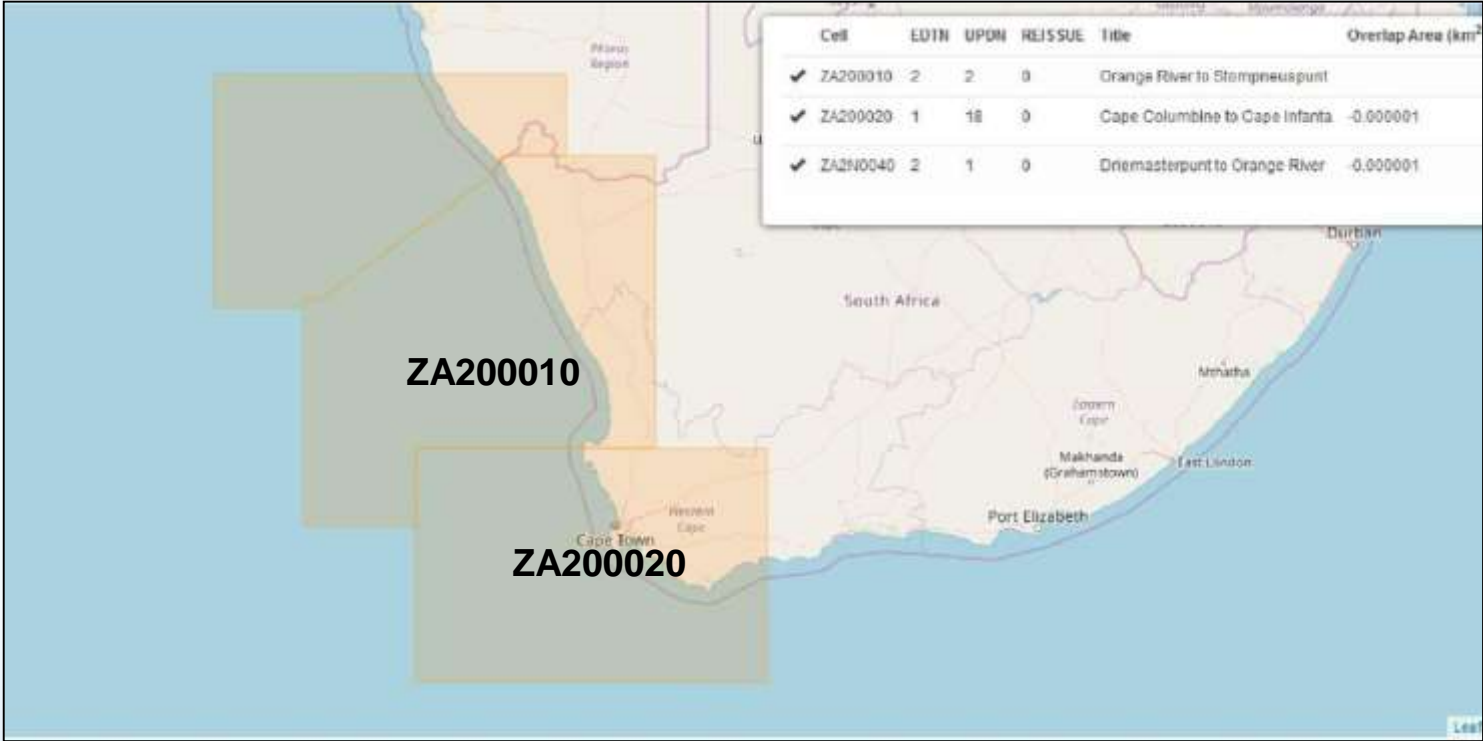 Cell EDTN UPDN REISSUE Title Overlap Area (km²
✔ ZA200010 2 2 0 Orange River to Stompneuspunt
✔ ZA200020 1 18 0 Cape Columbine to Cape Infanta -0.000001
✔ ZA2N0040 2 1 0 Driemasterpunt to Orange River -0.000001
Region
Durban
South Africa
ZA200010
Mthatha
Eastern
Cape
Makhanda
(Grahamstown)
East London
Port Elizabeth
Western
Cape
Cape Town
ZA200020
Leaf